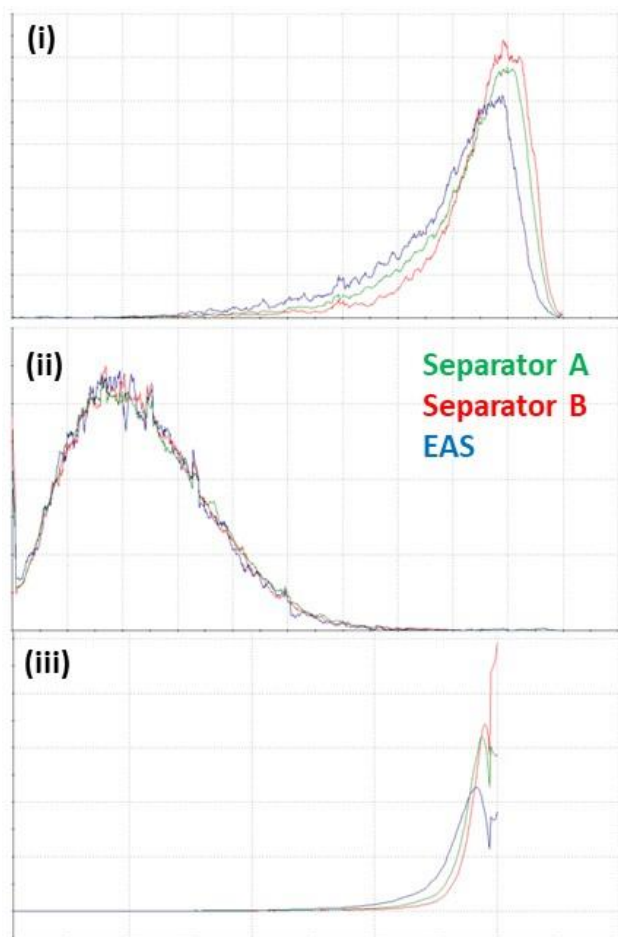 (i)
(ii)
Separator A
Separator B
EAS
(iii)